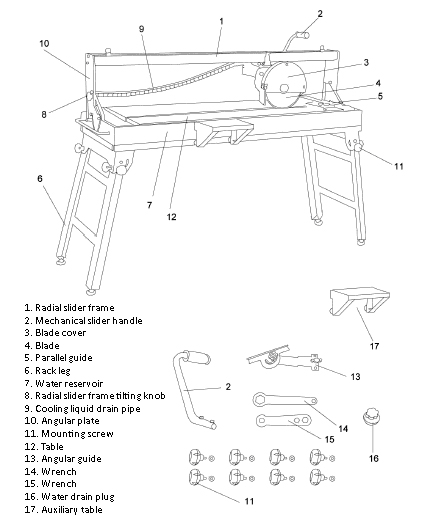 1
2
9
10
3
4
5
8
11
6
7
12
1. Radial slider frame
2. Mechanical slider handle
3. Blade cover
4. Blade
5. Parallel guide
6. Rack leg
7. Water reservoir
8. Radial slider frame tilting knob
9. Cooling liquid drain pipe
10. Angular plate
11. Mounting screw
12. Table
13. Angular guide
14. Wrench
15. Wrench
16. Water drain plug
17. Auxiliary table
17
2
13
14
15
16
11